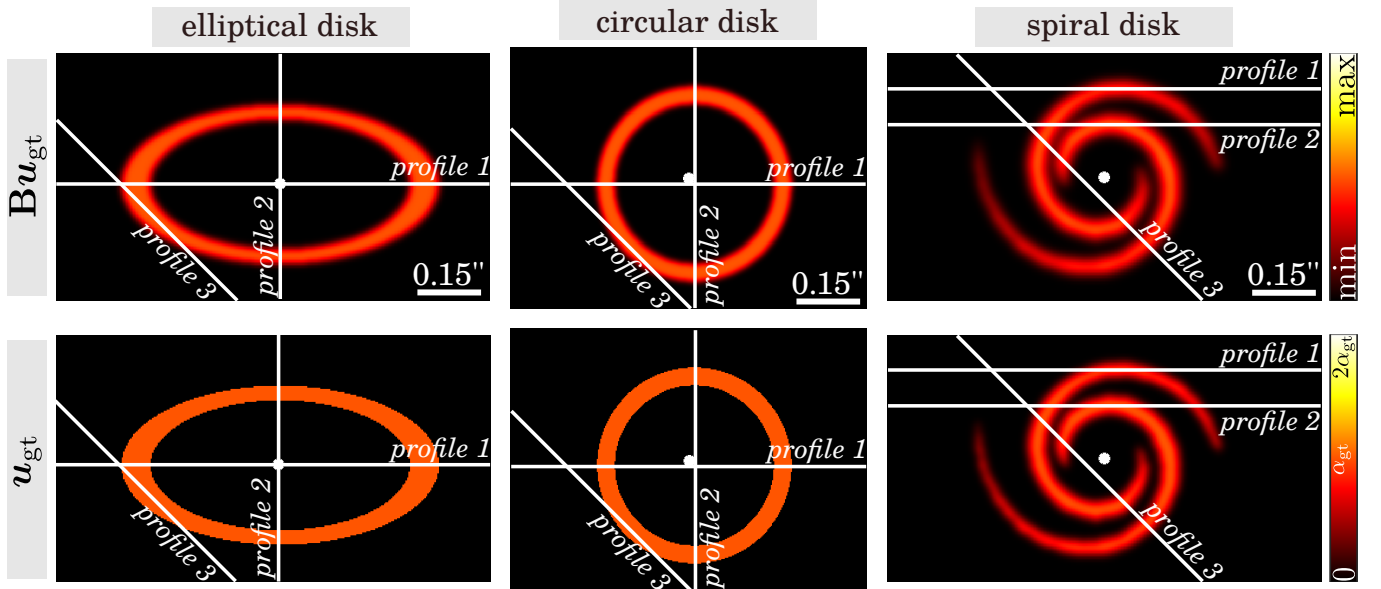 elliptical disk
circular disk
spiral disk
Bu_gt
profile 1
profile 2
profile 3
0.15"
profile 1
profile 2
profile 3
0.15"
profile 1
profile 2
profile 3
0.15"
max
min
u_gt
profile 1
profile 2
profile 3
profile 1
profile 2
profile 3
profile 1
profile 2
profile 3
2α_gt
α_gt
0